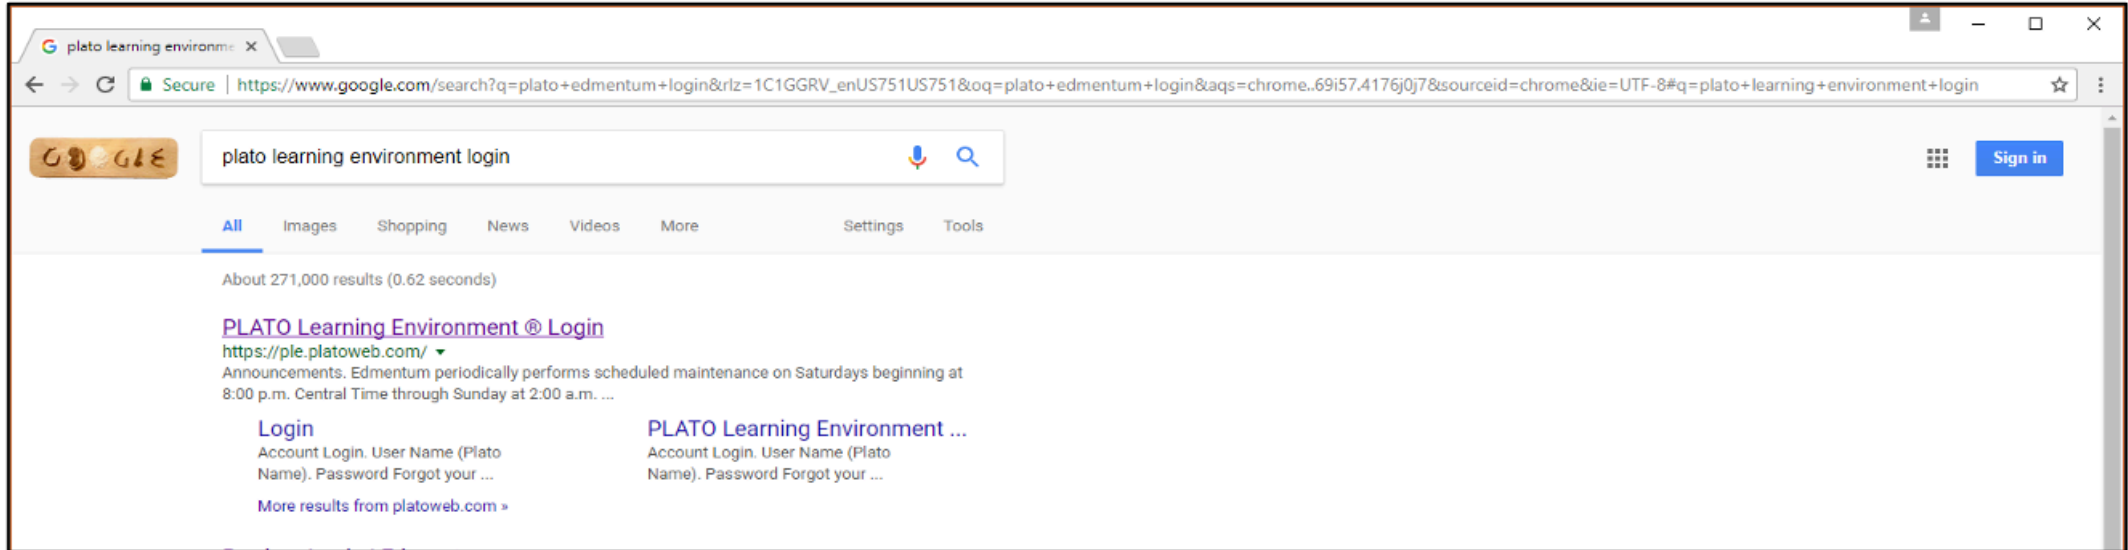 plato learning environme
Secure | https://www.google.com/search?q=plato+edmentum+login&rlz=1C1GGRV_enUS751US751&oq=plato+edmentum+login&aqs=chrome..69i57.4176j0j7&sourceid=chrome&ie=UTF-8#q=plato+learning+environment+login
GOOGLE
plato learning environment login
Sign in
All Images Shopping News Videos More Settings Tools
About 271,000 results (0.62 seconds)
PLATO Learning Environment ® Login
https://ple.platoweb.com/
Announcements. Edmentum periodically performs scheduled maintenance on Saturdays beginning at
8:00 p.m. Central Time through Sunday at 2:00 a.m. ...
Login PLATO Learning Environment ...
Account Login. User Name (Plato Account Login. User Name (Plato
Name). Password Forgot your ... Name). Password Forgot your ...
More results from platoweb.com »